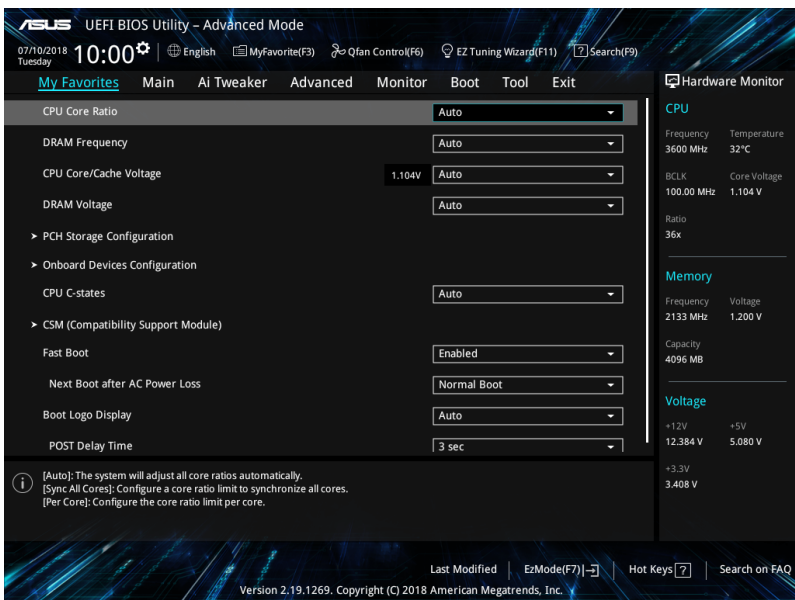 ASUS UEFI BIOS Utility – Advanced Mode
07/10/2018 Tuesday 10:00 English MyFavorite(F3) Qfan Control(F6) EZ Tuning Wizard(F11) ? Search(F9)
My Favorites Main Ai Tweaker Advanced Monitor Boot Tool Exit
CPU Core Ratio Auto
DRAM Frequency Auto
CPU Core/Cache Voltage 1.104V Auto
DRAM Voltage Auto
> PCH Storage Configuration
> Onboard Devices Configuration
CPU C-states Auto
> CSM (Compatibility Support Module)
Fast Boot Enabled
Next Boot after AC Power Loss Normal Boot
Boot Logo Display Auto
POST Delay Time 3 sec
Hardware Monitor
CPU
Frequency Temperature
3600 MHz 32°C
BCLK Core Voltage
100.00 MHz 1.104 V
Ratio
36x
Memory
Frequency Voltage
2133 MHz 1.200 V
Capacity
4096 MB
Voltage
+12V +5V
12.384 V 5.080 V
+3.3V
3.408 V
i
[Auto]: The system will adjust all core ratios automatically.
[Sync All Cores]: Configure a core ratio limit to synchronize all cores.
[Per Core]: Configure the core ratio limit per core.
Last Modified EzMode(F7) Hot Keys ? Search on FAQ
Version 2.19.1269. Copyright (C) 2018 American Megatrends, Inc.